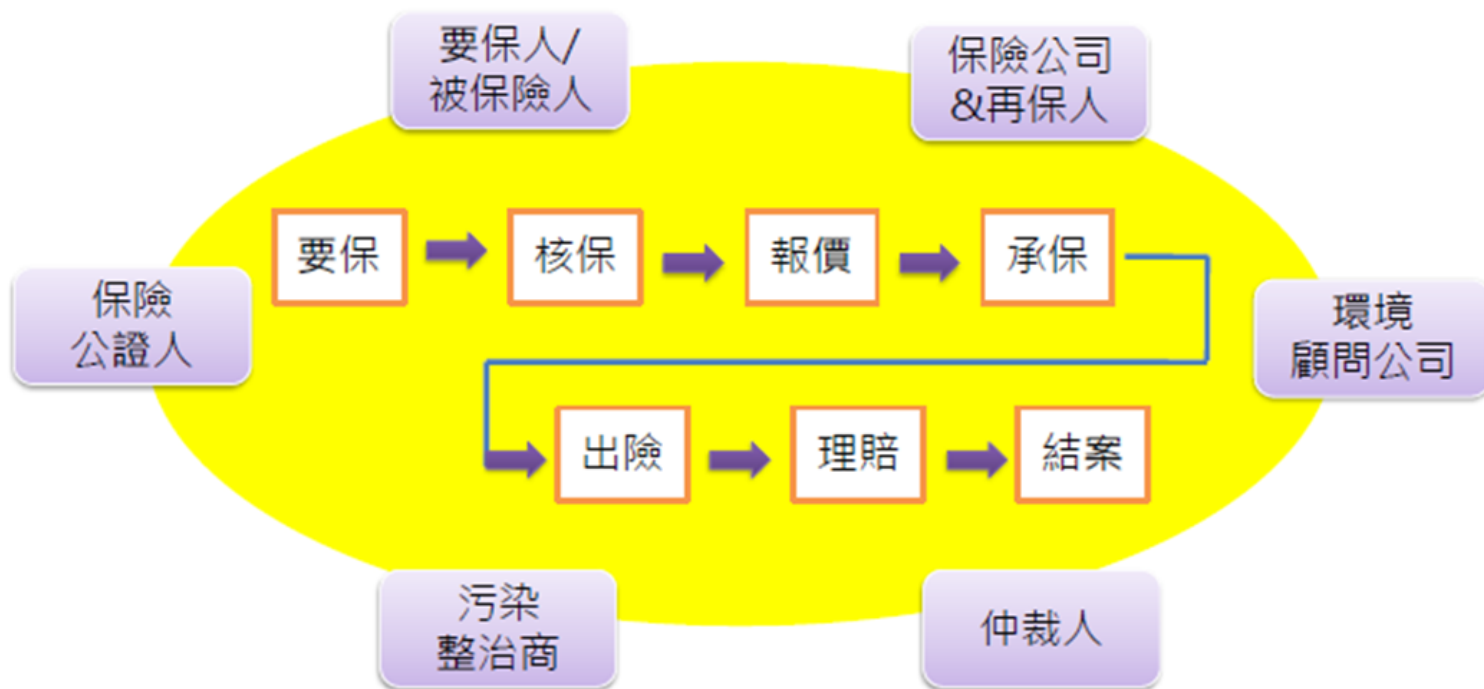 要保人/
被保險人
保險公司
&再保人
要保
核保
報價
承保
保險
公證人
環境
顧問公司
出險
理賠
結案
污染
整治商
仲裁人